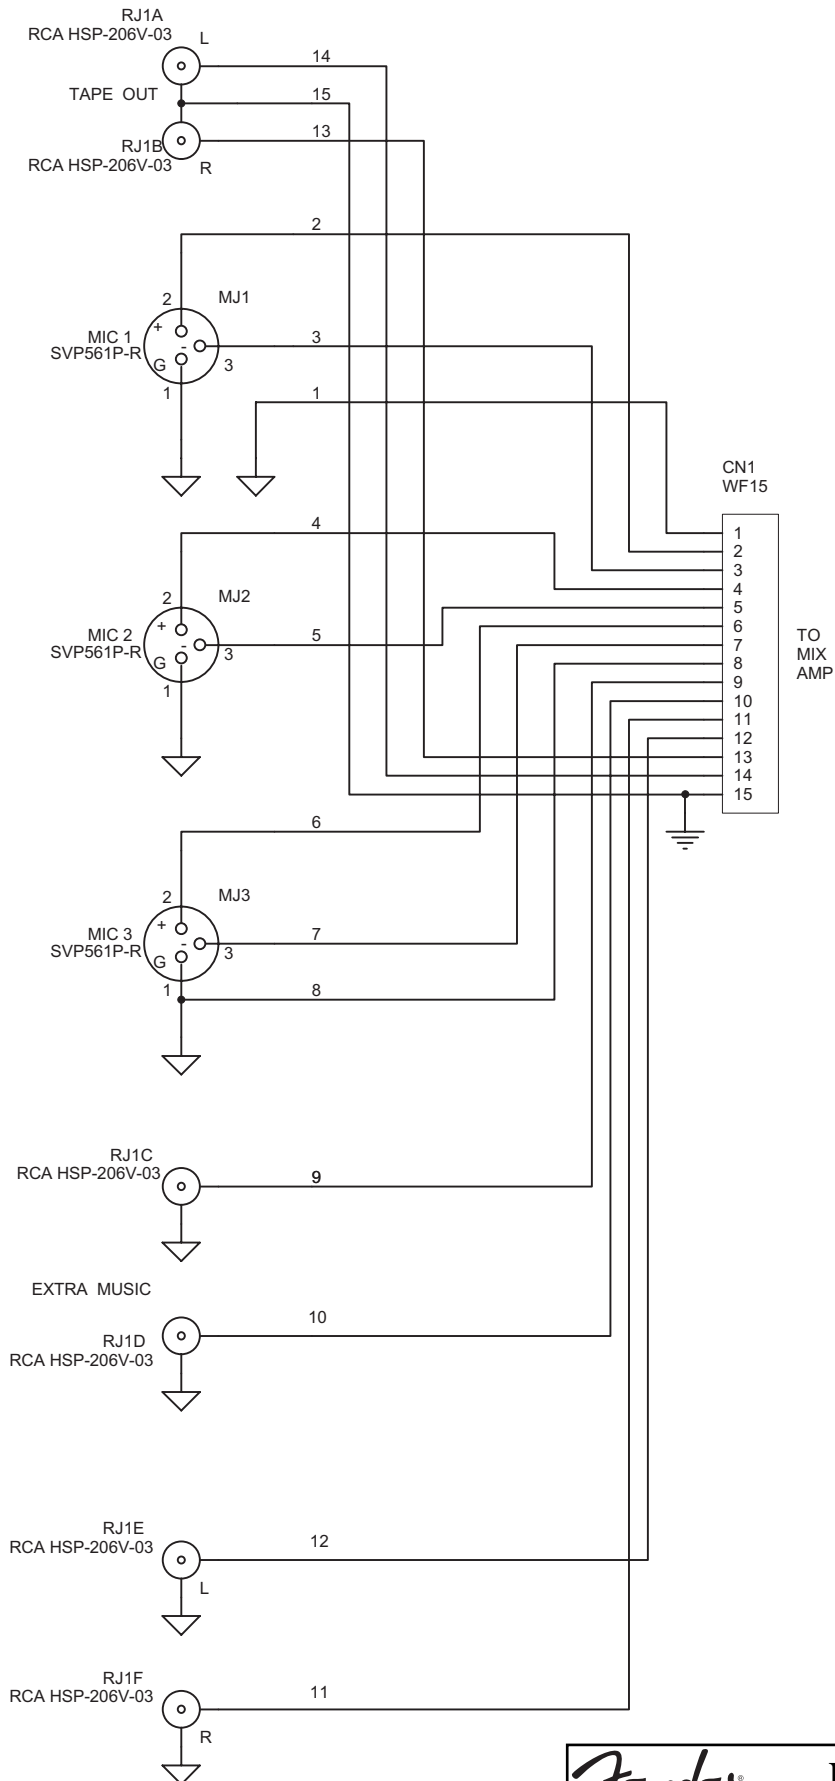 RJ1A
RCA HSP-206V-03
L
14
TAPE OUT
15
13
RJ1B
RCA HSP-206V-03
R
2
2
MJ1
+
MIC 1
SVP561P-R
-
3
G
3
1
1
CN1
WF15
4
1
2
3
4
5
6
7
8
9
10
11
12
13
14
15
TO
MIX
AMP
2
MJ2
+
MIC 2
SVP561P-R
-
5
G
3
1
6
2
MJ3
+
MIC 3
SVP561P-R
-
7
G
3
1
8
RJ1C
RCA HSP-206V-03
9
EXTRA MUSIC
10
RJ1D
RCA HSP-206V-03
RJ1E
RCA HSP-206V-03
12
L
RJ1F
RCA HSP-206V-03
11
R
Fender®